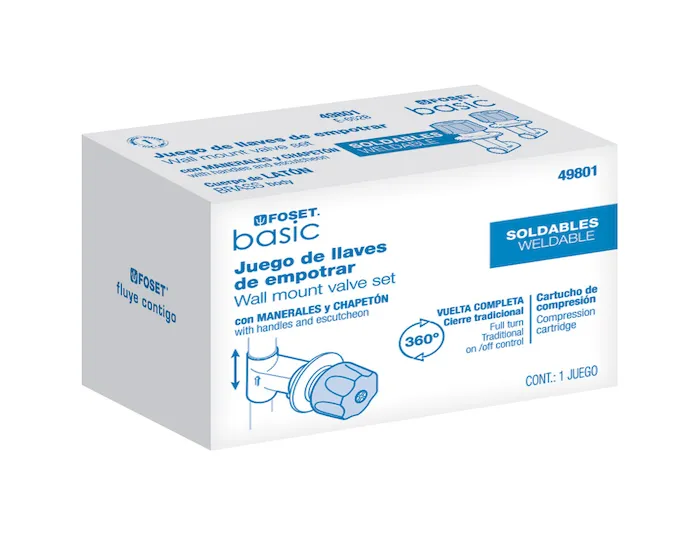 49801
E-6028
FOSET.
basic
1
Juego de llaves de empotrar
Wall mount valve set
con MANERALES y CHAPETÓN
with handles and escutcheon
Cuerpo de LATÓN
BRASS body
SOLDABLES
WELDABLE
FOSET
fluye contigo
49801
FOSET.
basic
SOLDABLES
WELDABLE
Juego de llaves
de empotrar
Wall mount valve set
con MANERALES y CHAPETÓN
with handles and escutcheon
360°
VUELTA COMPLETA
Cierre tradicional
Full turn
Traditional
on /off control
Cartucho de
compresión
Compression
cartridge
CONT.: 1 JUEGO